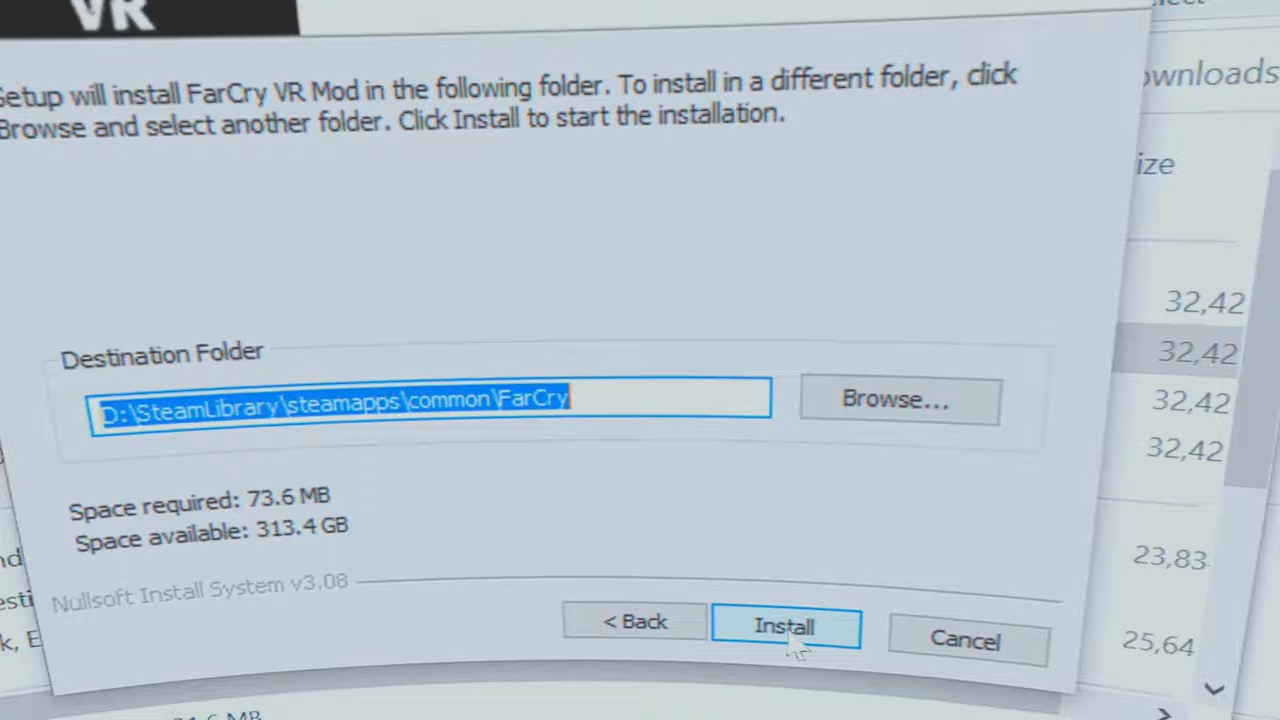 VR
ownloads
Setup will install FarCry VR Mod in the following folder. To install in a different folder, click
Browse and select another folder. Click Install to start the installation.
ize
32,42
Destination Folder
32,42
D:\SteamLibrary\steamapps\common\FarCry
Browse...
32,42
32,42
Space required: 73.6 MB
Space available: 313.4 GB
23,83
Nullsoft Install System v3.08
< Back
Install
Cancel
25,64